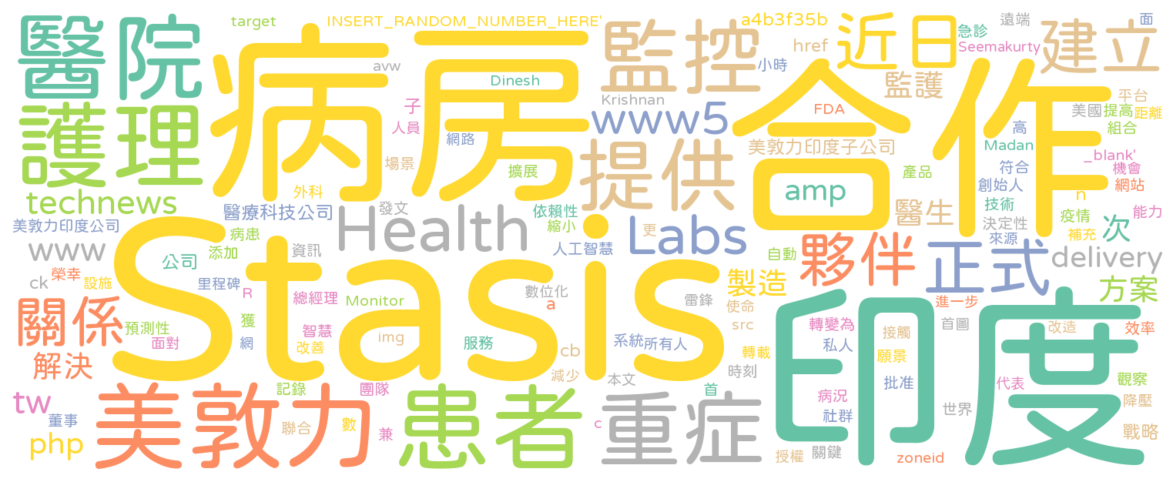 target
INSERT_RANDOM_NUMBER_HERE'
a4b3f35b
遠端
面
醫院
病房
監控
近日
建立
href
急診
Seemakurty
小時
avw
Dinesh
監護
合作
Krishnan
平台
護理
子
人員
網路
www5
FDA
美國
提高
距離
高
組合
Madan
提供
美敦力印度子公司
場景
擴展
產品
符合
_blank'
機會
外科
amp
創始人
網站
n
technews
醫療科技公司
發文
依賴性
縮小
更
醫生
技術
疫情
能力
美敦力印度公司
Health
Labs
決定性
補充
次
病患
添加
資訊
人工智慧
夥伴
正式
來源
www
公司
自動
delivery
ck
榮幸
設施
里程碑
Stasis
製造
方案
R
總經理
Monitor
數位化
a
雷鋒
使命
進一步
關係
預測性
面對
獲
網
智慧
改善
img
服務
系統
所有人
src
轉變為
接觸
首圖
改造
效率
解決
cb
減少
時刻
轉載
私人
願景
印度
觀察
記錄
團隊
本文
首
病況
批准
代表
降壓
tw
董事
美敦力
患者
重症
社群
世界
php
聯合
數
兼
c
授權
關鍵
zoneid
戰略